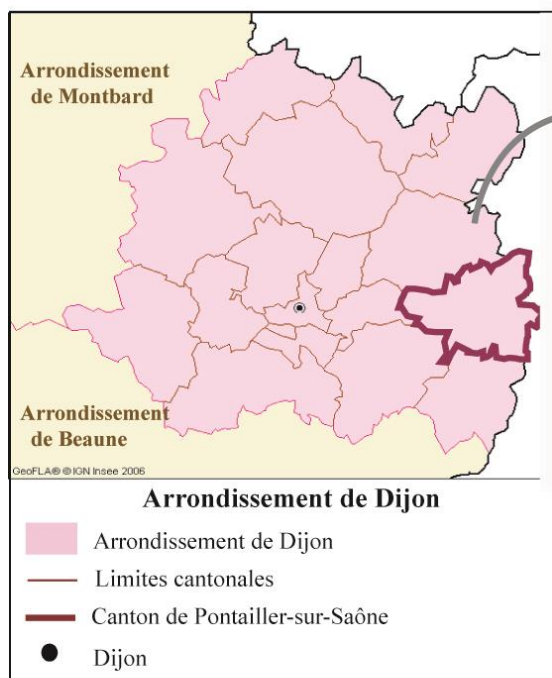 Arrondissement
de Montbard
Arrondissement
de Beaune
GeoFLA® © IGN Insee 2006
Arrondissement de Dijon
Arrondissement de Dijon
Limites cantonales
Canton de Pontailler-sur-Saône
Dijon